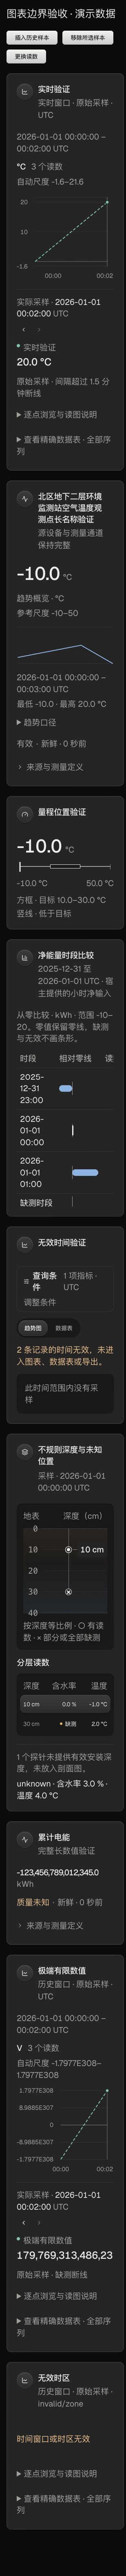 图表边界验收 · 演示数据
插入历史样本
移除所选样本
更换读数
实时验证
实时窗口 · 原始采样 ·
UTC
2026-01-01 00:00:00 –
00:02:00 UTC
℃ 3 个读数
自动尺度 -1.6–21.6
20
10
-1.6
00:00
00:02
实际采样 · 2026-01-01
00:02:00 UTC
‹ ›
实时验证
20.0 ℃
原始采样 · 间隔超过 1.5 分
钟断线
▶ 逐点浏览与读图说明
▶ 查看精确数据表 · 全部序
列
北区地下二层环境
监测站空气温度观
测点长名称验证
源设备与测量通道
保持完整
-10.0 ℃
趋势概览 · ℃
参考尺度 -10–50
2026-01-01 00:00:00 –
00:03:00 UTC
最低 -10.0 · 最高 20.0 ℃
▶ 趋势口径
有效 · 新鲜 · 0 秒前
› 来源与测量定义
量程位置验证
-10.0 ℃
-10.0 ℃
50.0 ℃
方框 · 目标 10.0–30.0 ℃
竖线 · 低于目标
净能量时段比较
2025-12-31 至
2026-01-01 UTC · 宿
主提供的小时净输入
从零比较 · kWh · 范围 -10–
20。零值保留零线，缺测
与无效不画条形。
时段 相对零线 读
2025-
12-31
23:00
2026-
01-01
00:00
2026-
01-01
01:00
缺测时段
无效时间验证
查询条
件
1 项指标 ·
UTC
调整条件
趋势图
数据表
2 条记录的时间无效，未进
入图表、数据表或导出。
此时段范围内没有采
样
不规则深度与未知
位置
采样 · 2026-01-01
00:00:00 UTC
地表 深度（cm）
0
10
10 cm
20
30
40
按深度等比例 · ○ 有读
数 · × 部分或全部缺测
分层读数
深度 含水率 温度
10 cm 0.0 % -1.0 ℃
30 cm 缺测 2.0 ℃
1 个探针未提供有效安装深
度，未放入剖面图。
unknown · 含水率 3.0 % ·
温度 4.0 ℃
累计电能
完整长数值验证
-123,456,789,012,345.0
kWh
质量未知 · 新鲜 · 0 秒前
› 来源与测量定义
极端有限数值
历史窗口 · 原始采样 ·
UTC
2026-01-01 00:00:00 –
00:02:00 UTC
V 3 个读数
自动尺度 -1.7977E308–
1.7977E308
1.7977E308
8.9885E307
0
-8.9885E307
-1.7977E308
00:00
00:02
实际采样 · 2026-01-01
00:02:00 UTC
‹ ›
极端有限数值
179,769,313,486,23
原始采样 · 缺测断线
▶ 逐点浏览与读图说明
▶ 查看精确数据表 · 全部序
列
无效时区
历史窗口 · 原始采样 ·
invalid/zone
时间窗口或时区无效
▶ 逐点浏览与读图说明
▶ 查看精确数据表 · 全部序
列